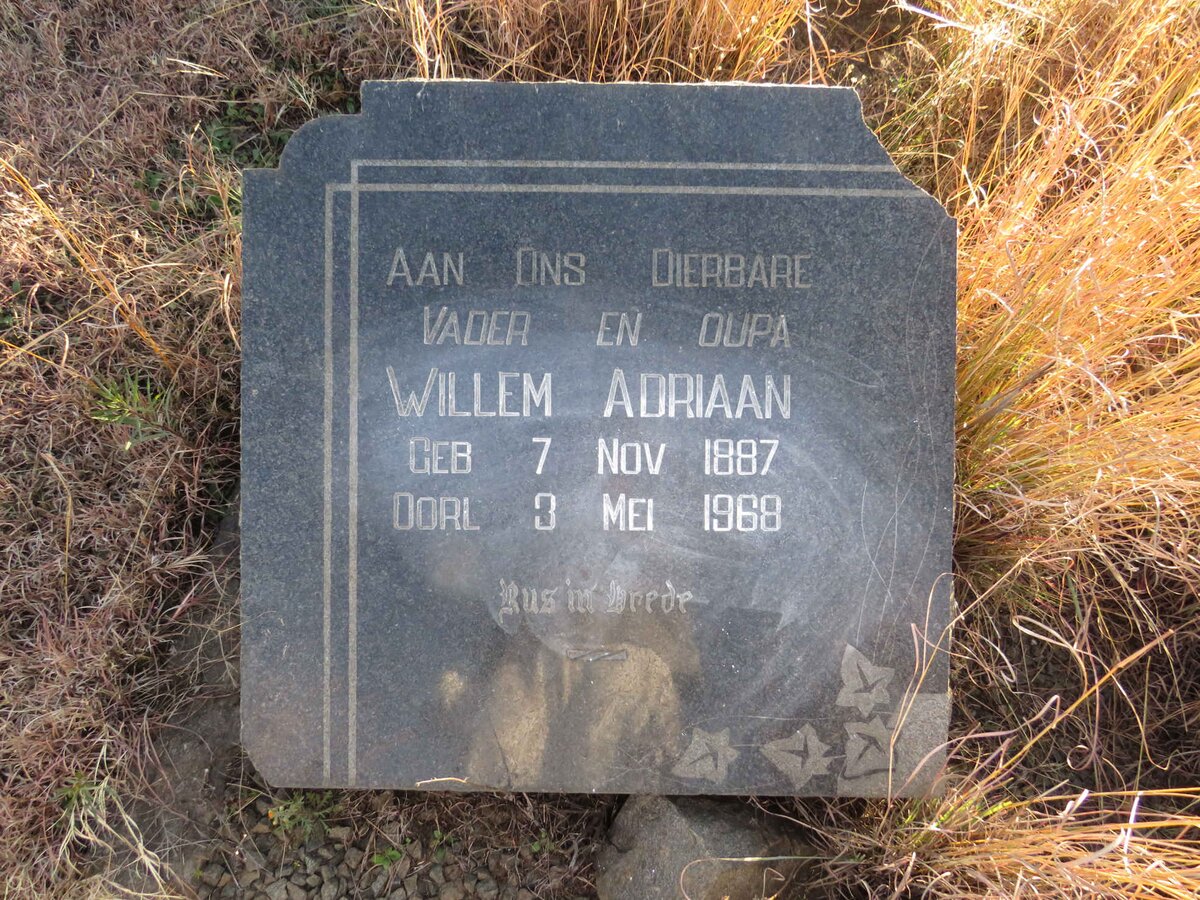 AAN ONS DIERBARE
VADER EN OUPA
WILLEM ADRIAAN
GEB 7 NOV 1887
OORL 3 MEI 1968
Rus in Vrede